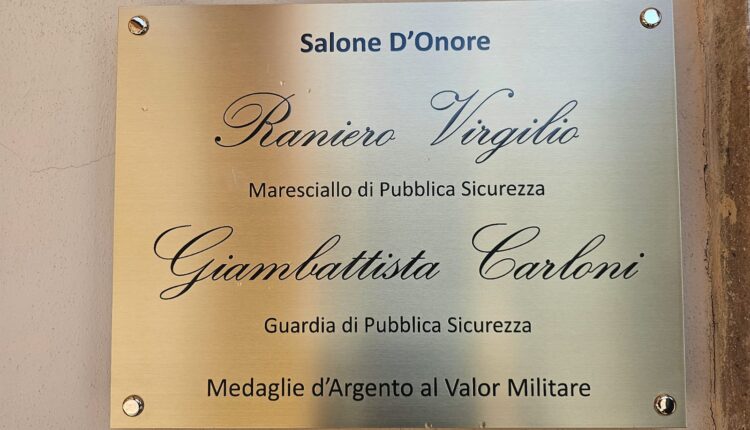 Salone D'Onore
Raniero Virgilio
Maresciallo di Pubblica Sicurezza
Giambattista Carloni
Guardia di Pubblica Sicurezza
Medaglie d'Argento al Valor Militare